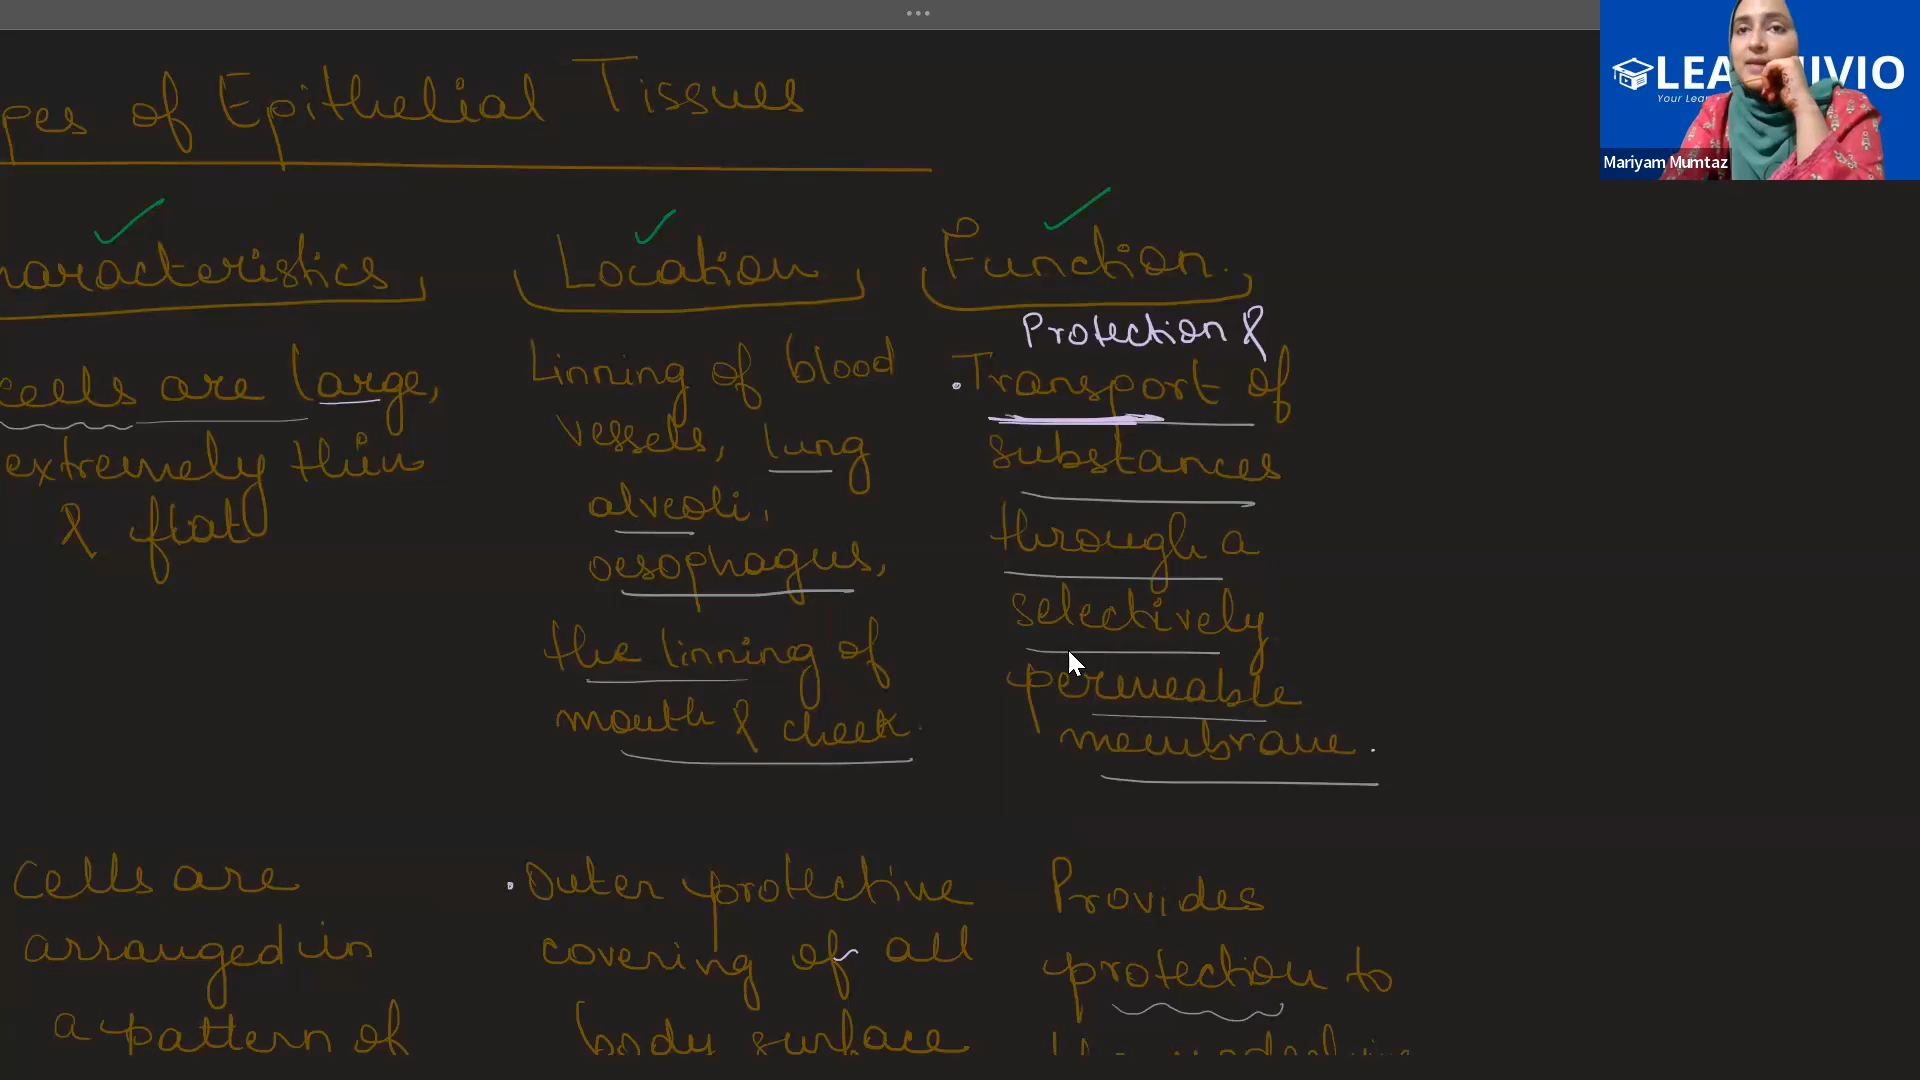 pes of Epithelial Tissues
haracteristics
cells are large,
extremely thin
& flat
Location
Linning of blood
vessels, lung
alveoli,
oesophagus,
the linning of
mouth & cheek.
Function.
Protection &
. Transport of
substances
through a
selectively
permeable
membrane.
Cells are
arranged in
a pattern of
. Outer protective
covering of all
body surface
Provides
protection to
LEA
VIO
Your Lear
Mariyam Mumtaz